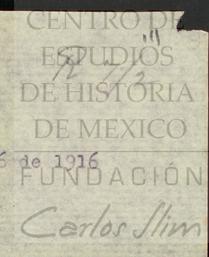 CENTRO DE
ESTUDIOS
DE HISTORIA
DE MEXICO
6 de 1916
FUNDACIÓN
Carlos Slim